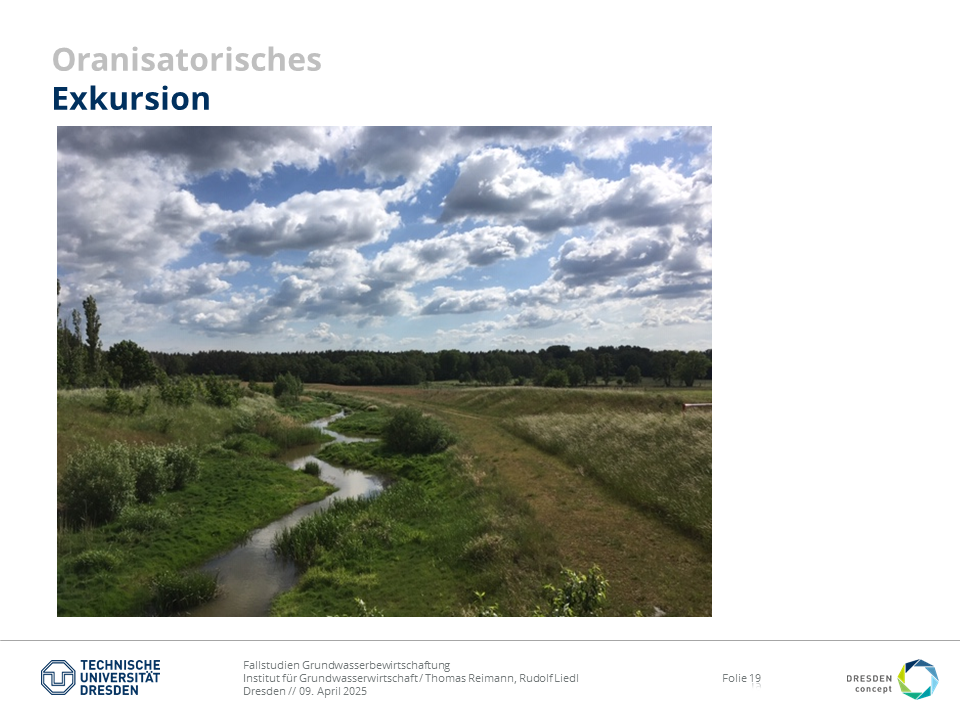 Oranisatorisches
Exkursion
TECHNISCHE
UNIVERSITÄT
DRESDEN
Fallstudien Grundwasserbewirtschaftung
Institut für Grundwasserwirtschaft / Thomas Reimann, Rudolf Liedl
Dresden // 09. April 2025
Folie 19
DRESDEN
concept